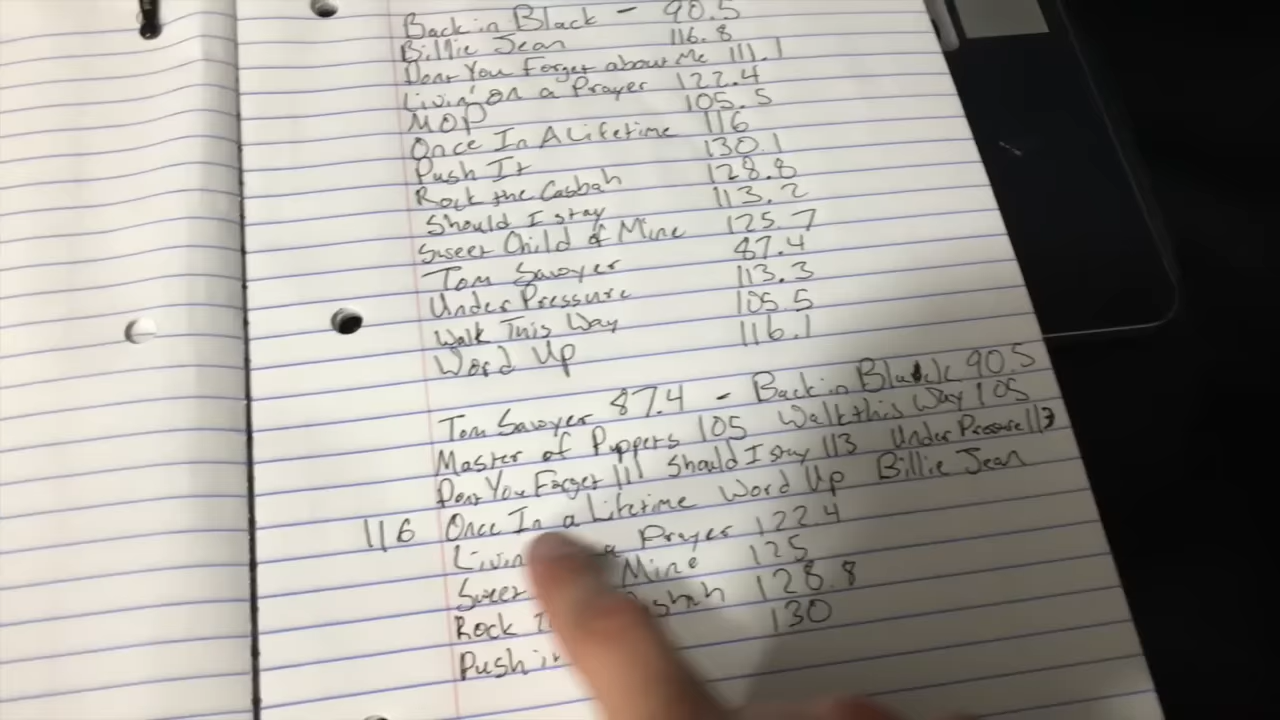 Back in Black - 90.5
Billie Jean 116.8
Dont You Forget about Me 111.1
Livin' on a Prayer 122.4
MOP 105.5
Once In A Lifetime 116
Push It 130.1
Rock the Casbah 128.8
Should I stay 113.2
Sweet Child of Mine 125.7
Tom Sawyer 87.4
Under Pressure 113.3
Walk This Way 105.5
Word Up 116.1
Tom Sawyer 87.4 - Back in Black 90.5
Master of Puppets 105 Walk this Way 105
Dont You Forget 111 Should I stay 113 Under Pressure 113
116 Once In a Lifetime Word Up Billie Jean
Livin a Prayer 122.4
Sweet Mine 125
Rock 128.8
Push it 130